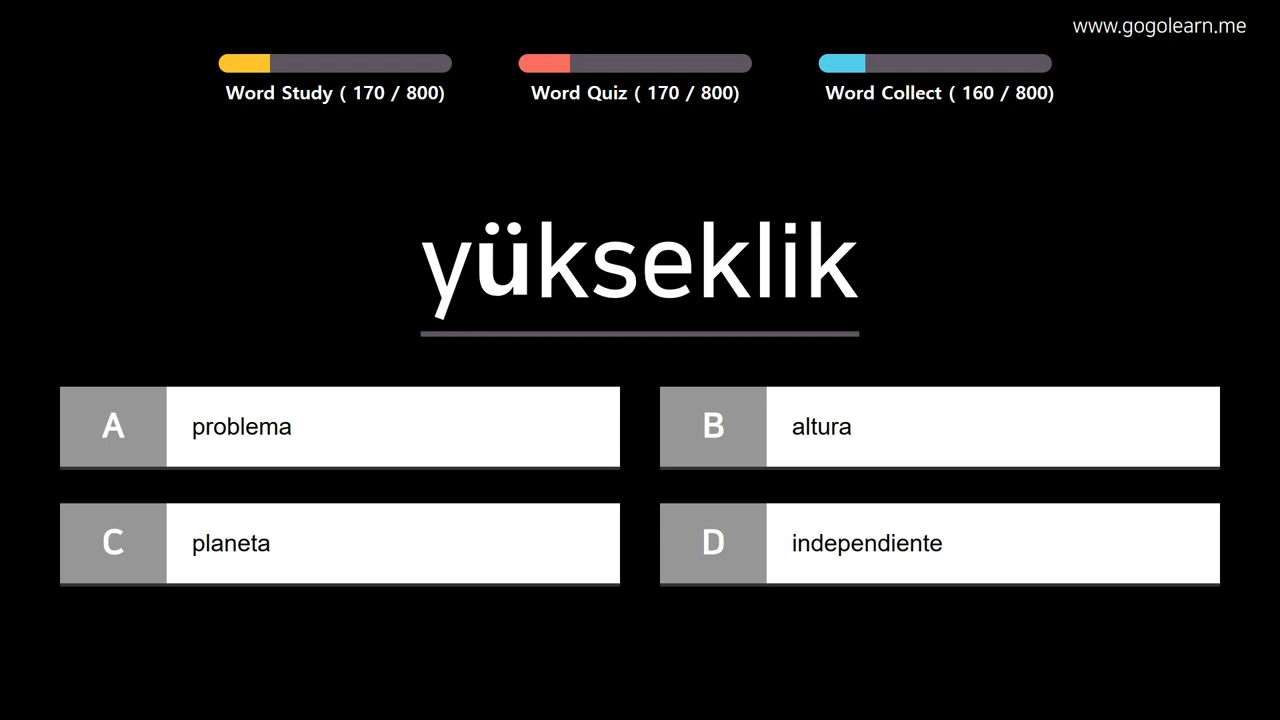 www.gogolearn.me
Word Study ( 170 / 800)
Word Quiz ( 170 / 800)
Word Collect ( 160 / 800)
yükseklik
A problema
B altura
C planeta
D independiente